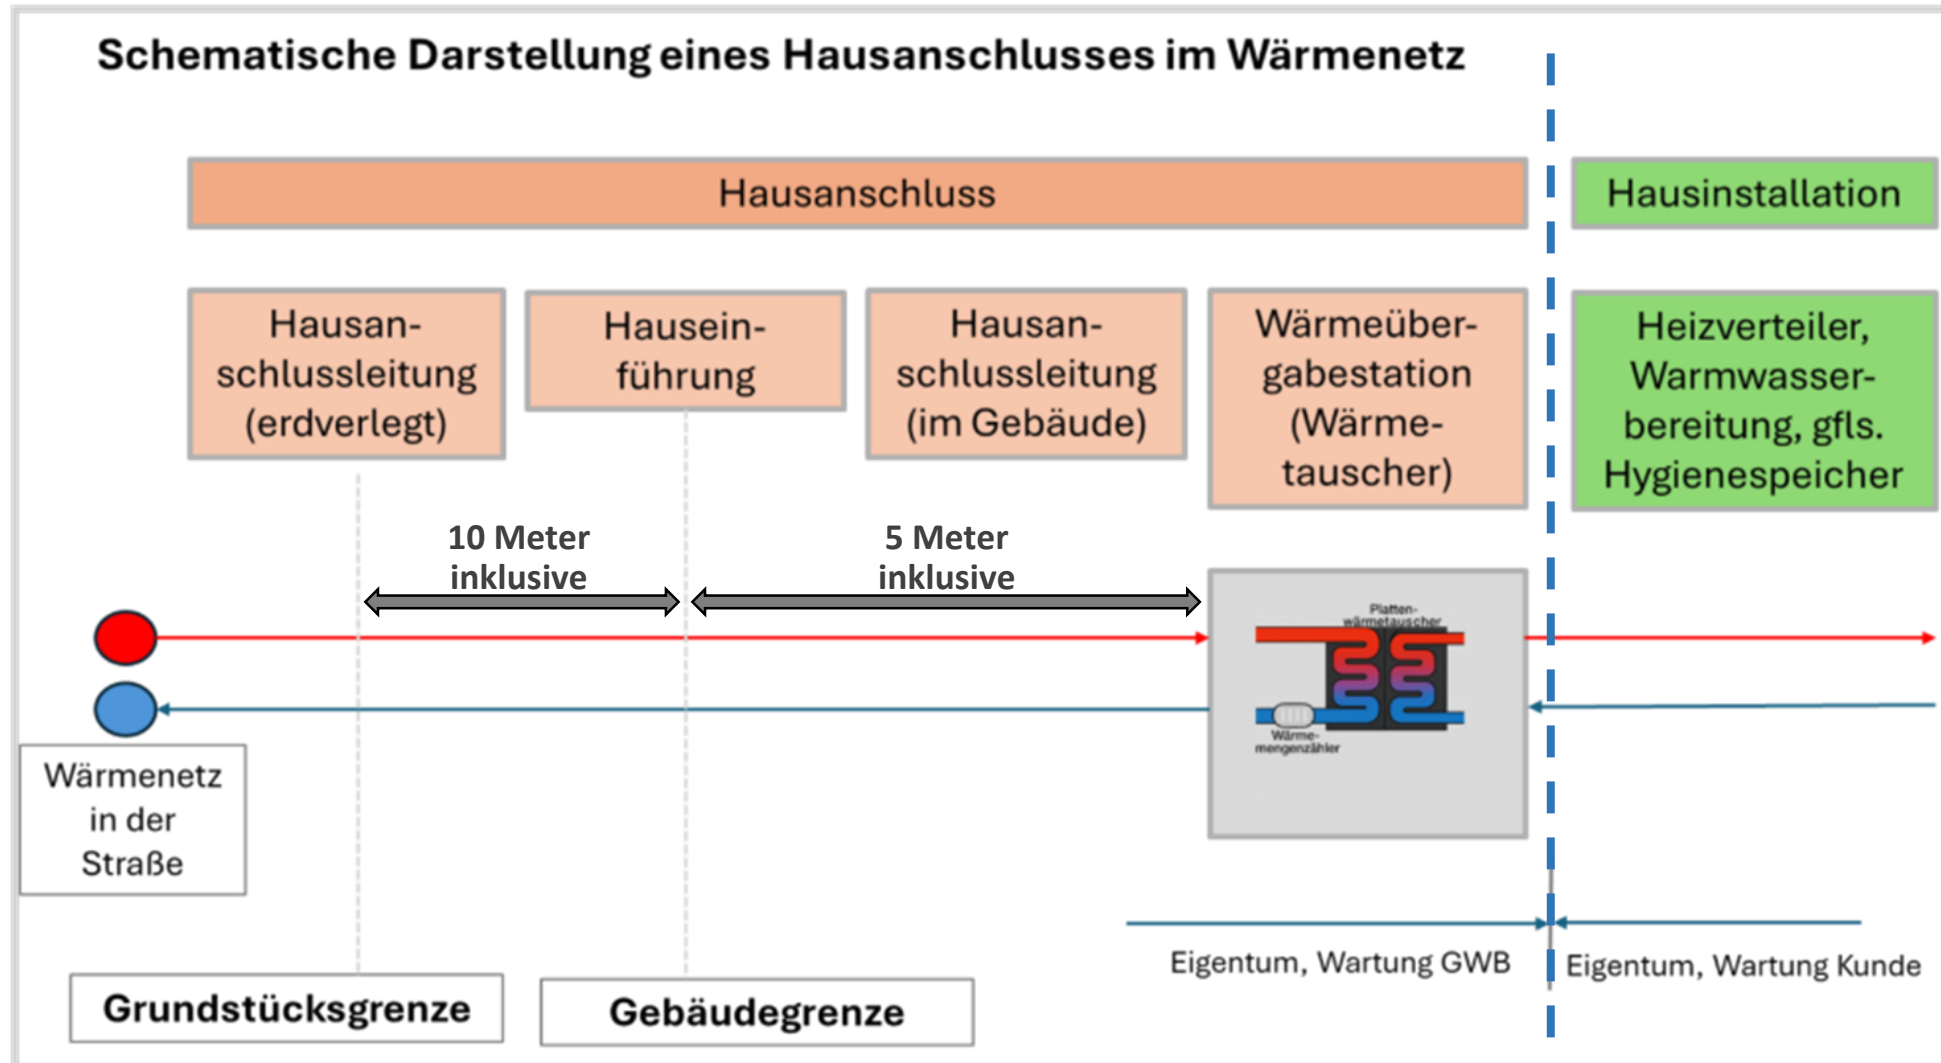 Schematische Darstellung eines Hausanschlusses im Wärmenetz
Hausanschluss
Hausinstallation
Hausan-
schlussleitung
(erdverlegt)
Hausein-
führung
Hausan-
schlussleitung
(im Gebäude)
Wärmeüber-
gabestation
(Wärme-
tauscher)
Heizverteiler,
Warmwasser-
bereitung, gfls.
Hygienespeicher
10 Meter
inklusive
5 Meter
inklusive
Platten-
wärmetauscher
Wärme-
mengenzähler
Wärmenetz
in der
Straße
Eigentum, Wartung GWB
Eigentum, Wartung Kunde
Grundstücksgrenze
Gebäudegrenze